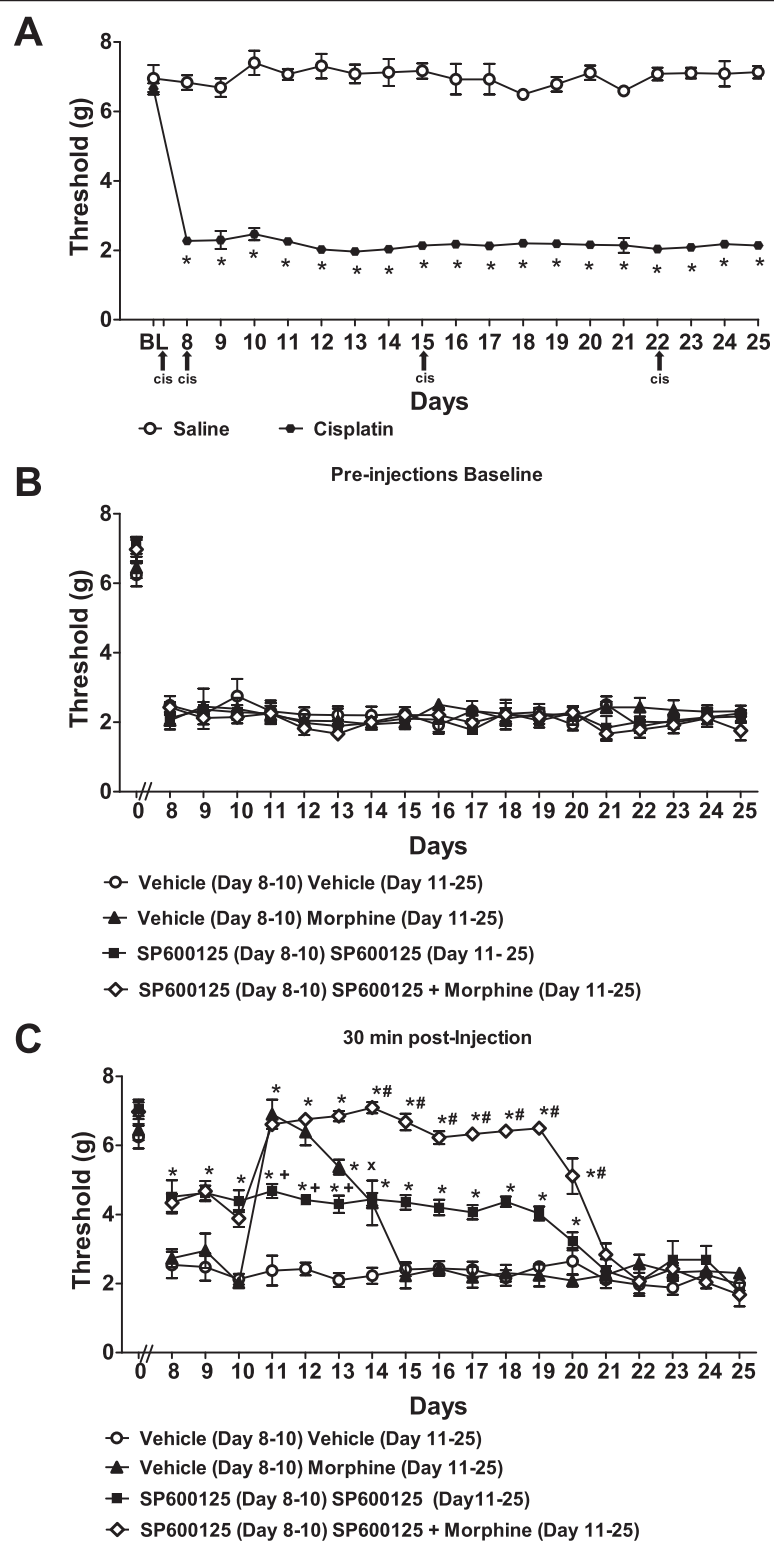 A
Threshold (g)
8
6
4
2
0
BL 8 9 10 11 12 13 14 15 16 17 18 19 20 21 22 23 24 25
* * * * * * * * * * * * * * * * * *
cis cis cis cis
Days
Saline Cisplatin
B
Pre-injections Baseline
Threshold (g)
8
6
4
2
0
0 // 8 9 10 11 12 13 14 15 16 17 18 19 20 21 22 23 24 25
Days
Vehicle (Day 8-10) Vehicle (Day 11-25)
Vehicle (Day 8-10) Morphine (Day 11-25)
SP600125 (Day 8-10) SP600125 (Day 11- 25)
SP600125 (Day 8-10) SP600125 + Morphine (Day 11-25)
C
30 min post-Injection
Threshold (g)
8
6
4
2
0
* * * *# *# *# *# *# *#
* * * *+ *+ *+ * x * * * * * * * *#
0 // 8 9 10 11 12 13 14 15 16 17 18 19 20 21 22 23 24 25
Days
Vehicle (Day 8-10) Vehicle (Day 11-25)
Vehicle (Day 8-10) Morphine (Day 11-25)
SP600125 (Day 8-10) SP600125 (Day11-25)
SP600125 (Day 8-10) SP600125 + Morphine (Day 11-25)